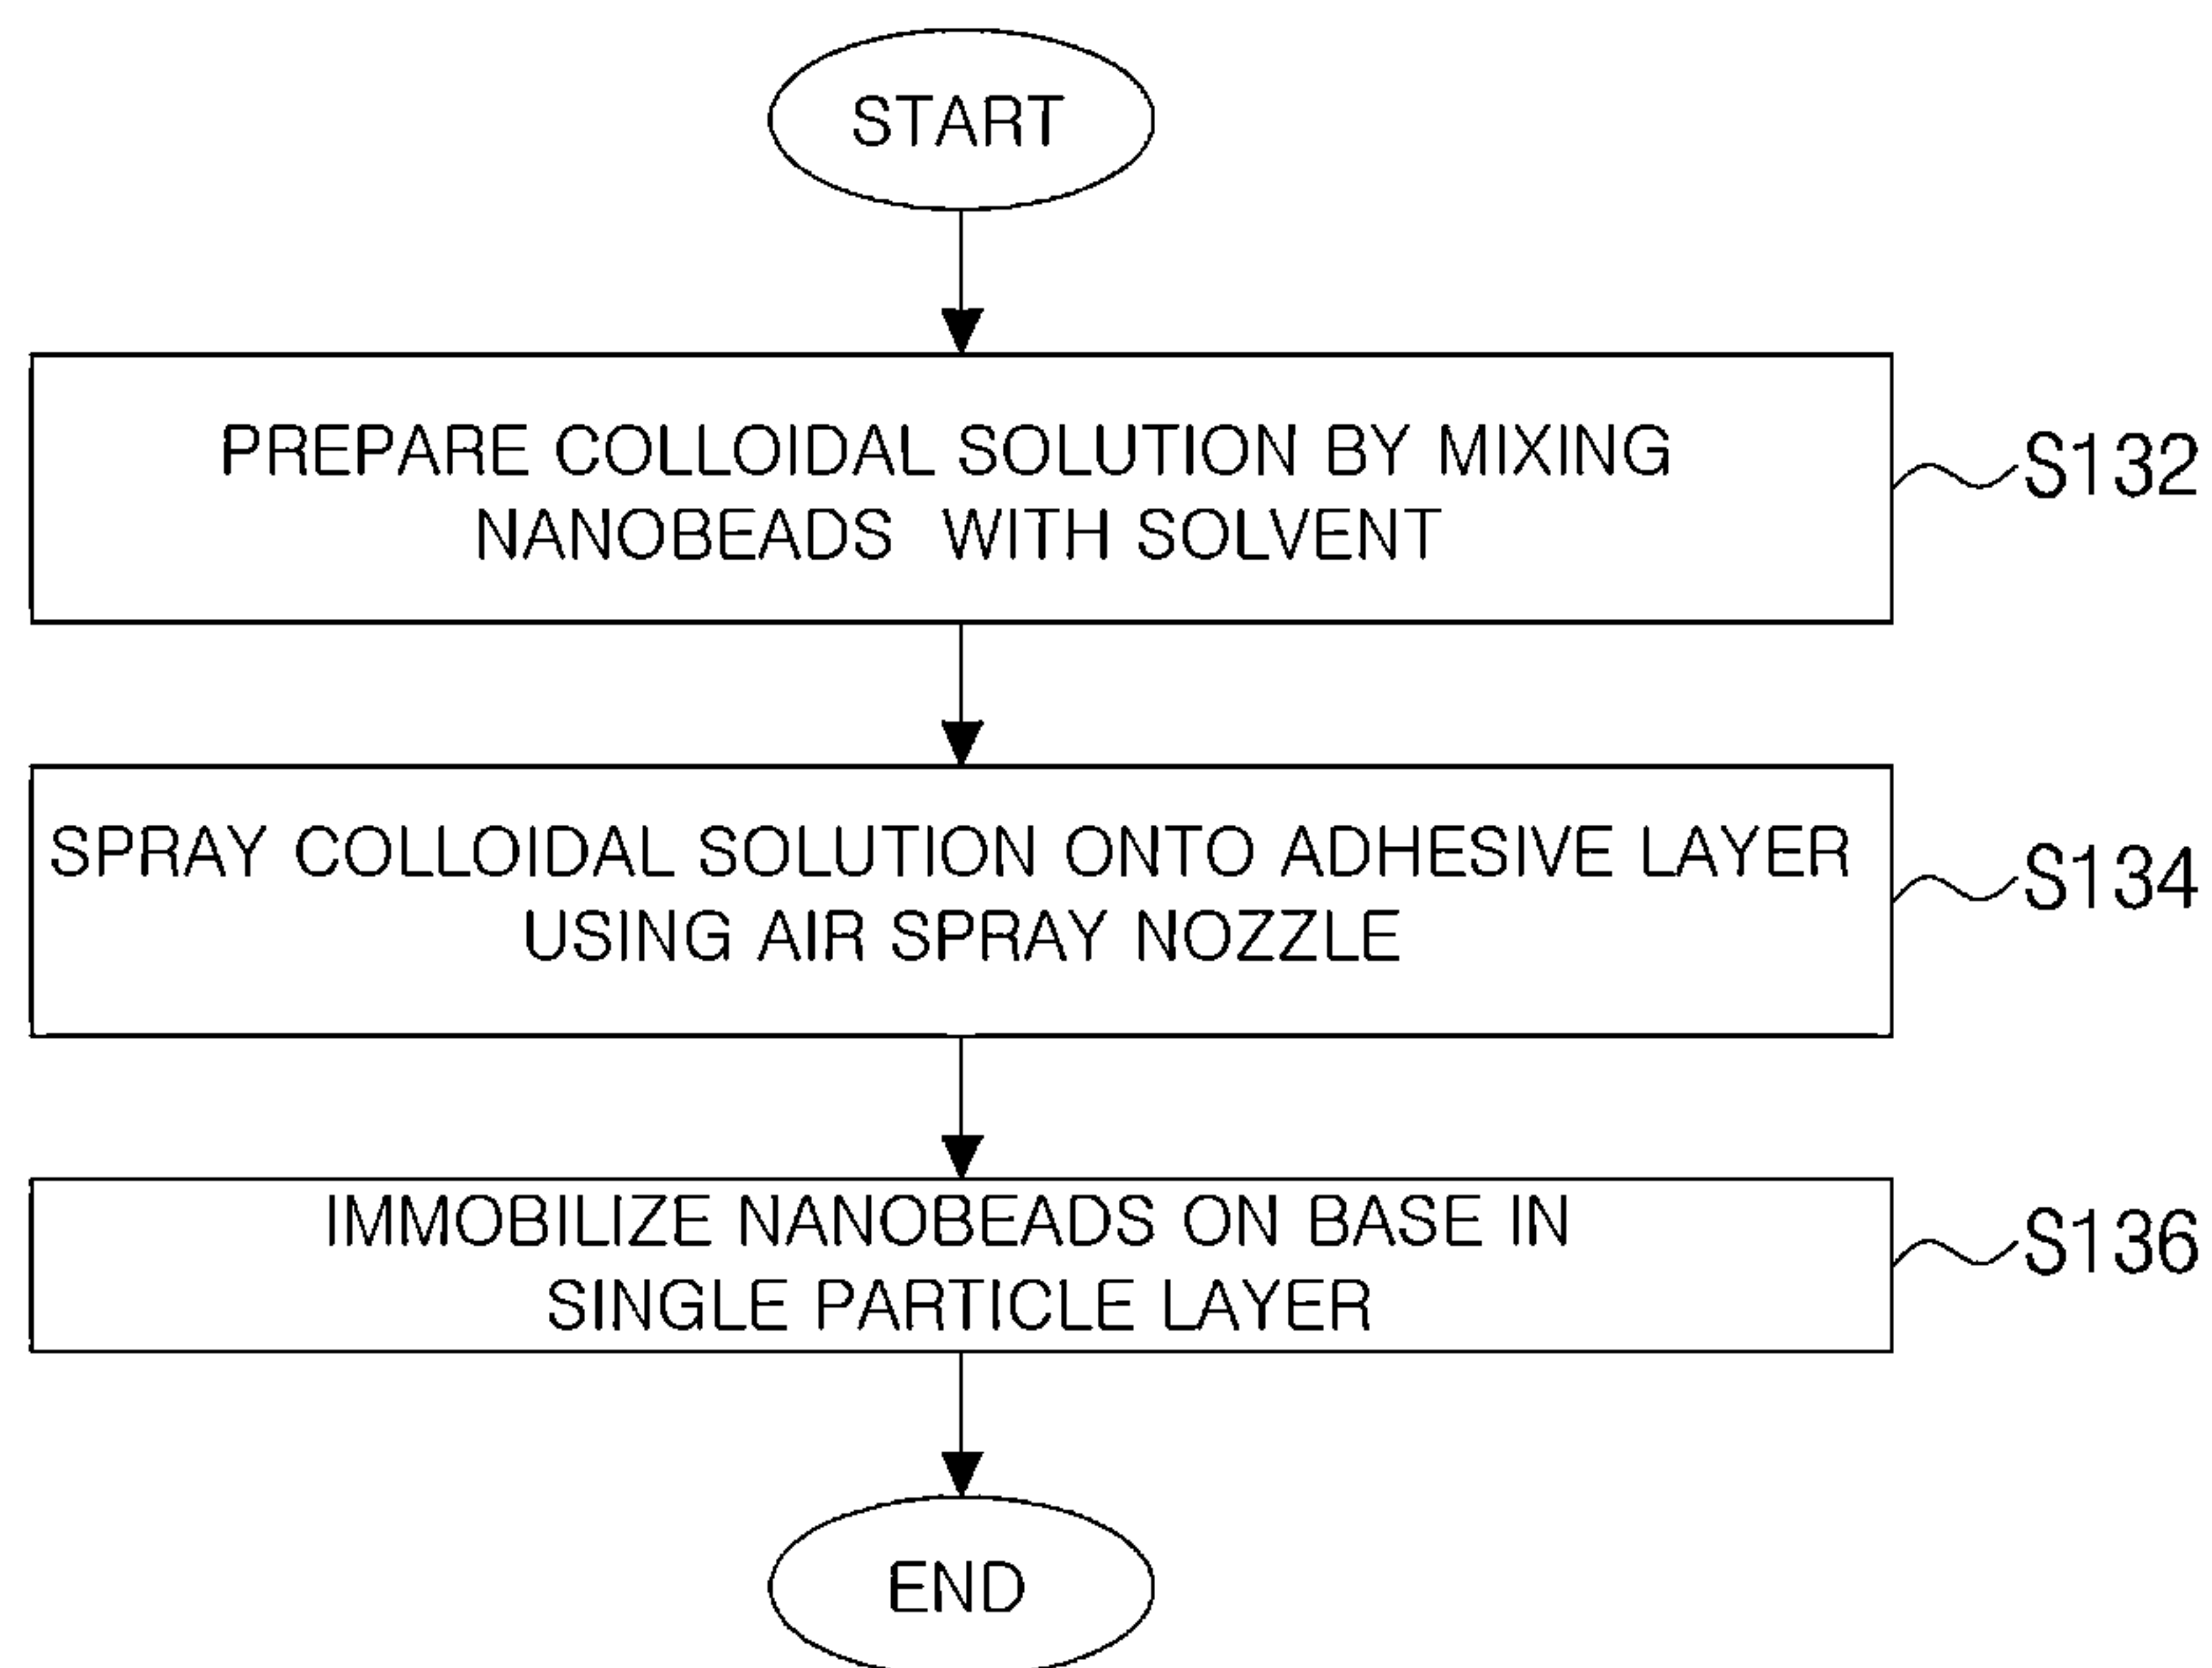 START
PREPARE COLLOIDAL SOLUTION BY MIXING
NANOBEADS WITH SOLVENT
S132
SPRAY COLLOIDAL SOLUTION ONTO ADHESIVE LAYER
USING AIR SPRAY NOZZLE
S134
IMMOBILIZE NANOBEADS ON BASE IN
SINGLE PARTICLE LAYER
S136
END